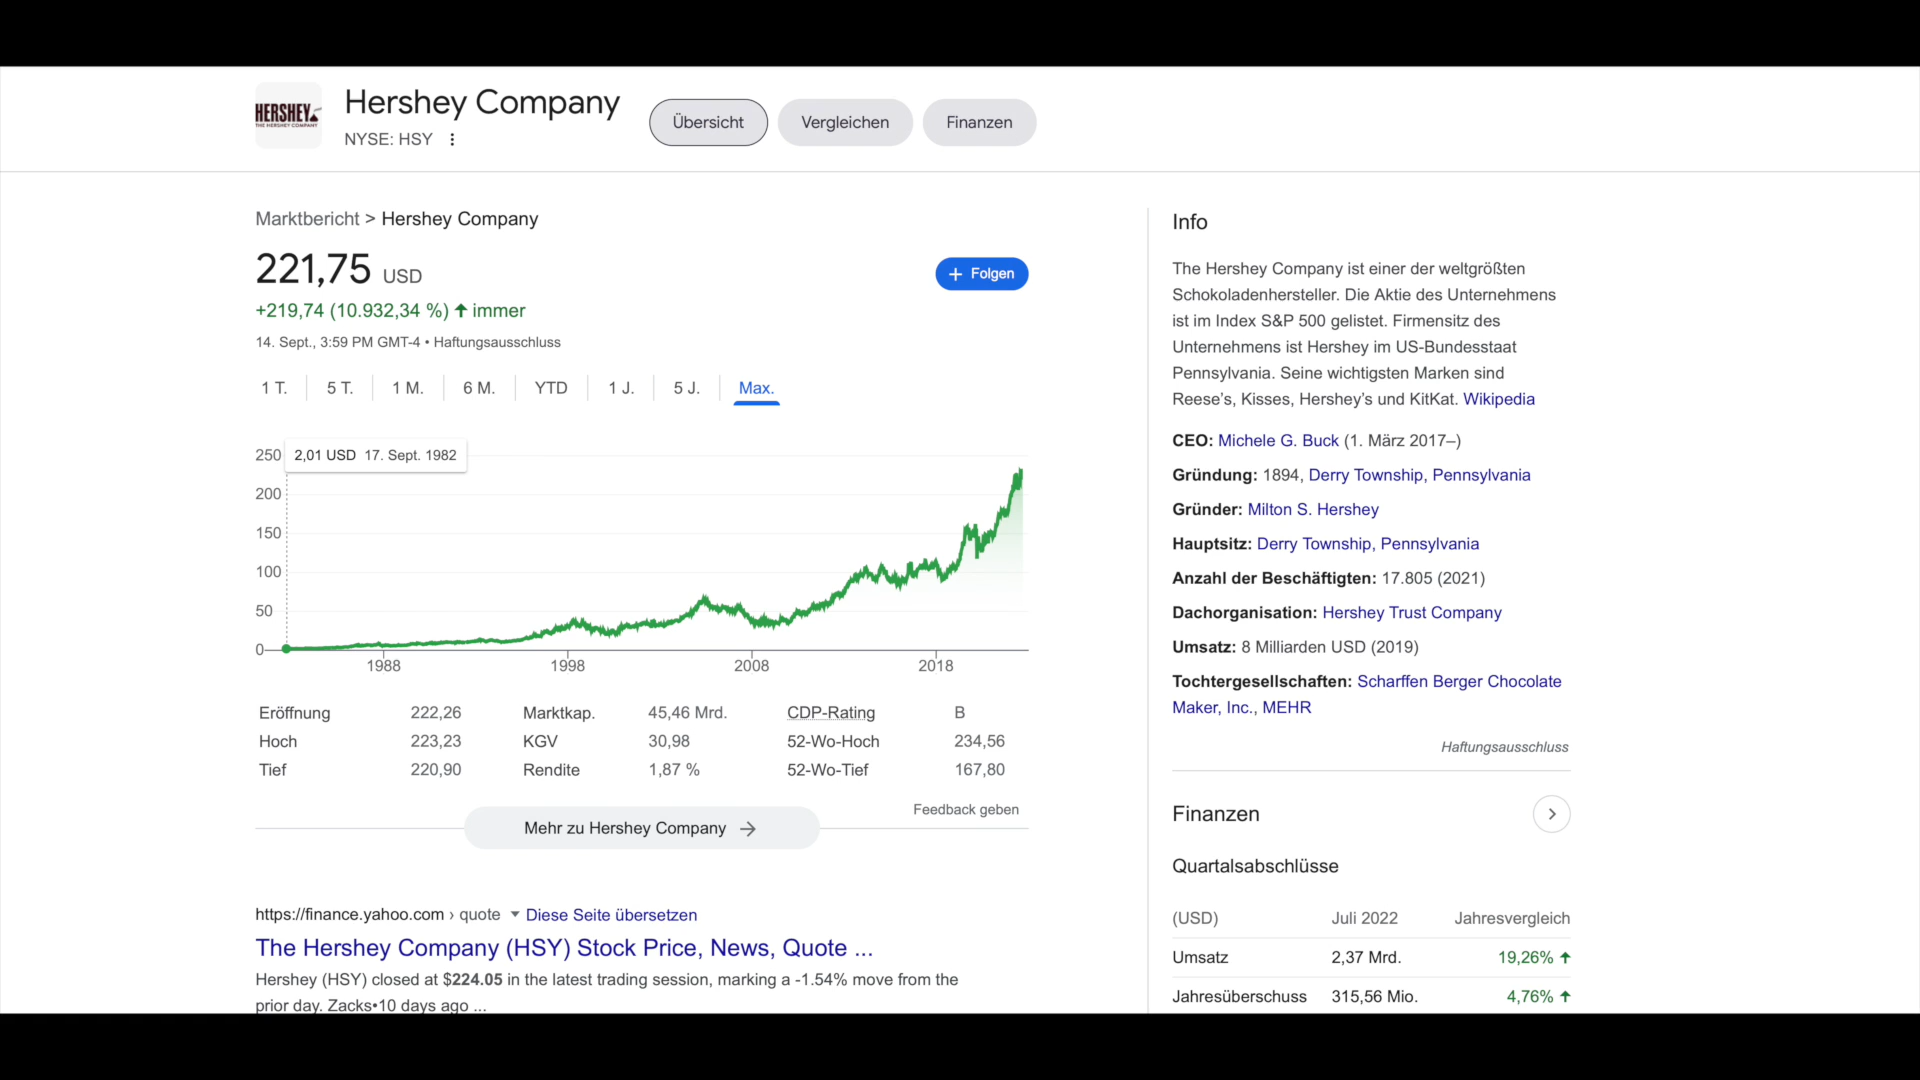 HERSHEY
THE HERSHEY COMPANY
Hershey Company
NYSE: HSY
Übersicht
Vergleichen
Finanzen
Marktbericht > Hershey Company
221,75 USD
+ Folgen
+219,74 (10.932,34 %) ↑ immer
14. Sept., 3:59 PM GMT-4 • Haftungsausschluss
1 T.
5 T.
1 M.
6 M.
YTD
1 J.
5 J.
Max.
2,01 USD 17. Sept. 1982
250
200
150
100
50
0
1988
1998
2008
2018
Eröffnung 222,26 Marktkap. 45,46 Mrd. CDP-Rating B
Hoch 223,23 KGV 30,98 52-Wo-Hoch 234,56
Tief 220,90 Rendite 1,87 % 52-Wo-Tief 167,80
Feedback geben
Mehr zu Hershey Company →
https://finance.yahoo.com › quote ▼ Diese Seite übersetzen
The Hershey Company (HSY) Stock Price, News, Quote ...
Hershey (HSY) closed at $224.05 in the latest trading session, marking a -1.54% move from the
prior day. Zacks•10 days ago ...
Info
The Hershey Company ist einer der weltgrößten
Schokoladenhersteller. Die Aktie des Unternehmens
ist im Index S&P 500 gelistet. Firmensitz des
Unternehmens ist Hershey im US-Bundesstaat
Pennsylvania. Seine wichtigsten Marken sind
Reese's, Kisses, Hershey's und KitKat. Wikipedia
CEO: Michele G. Buck (1. März 2017–)
Gründung: 1894, Derry Township, Pennsylvania
Gründer: Milton S. Hershey
Hauptsitz: Derry Township, Pennsylvania
Anzahl der Beschäftigten: 17.805 (2021)
Dachorganisation: Hershey Trust Company
Umsatz: 8 Milliarden USD (2019)
Tochtergesellschaften: Scharffen Berger Chocolate
Maker, Inc., MEHR
Haftungsausschluss
Finanzen
Quartalsabschlüsse
(USD) Juli 2022 Jahresvergleich
Umsatz 2,37 Mrd. 19,26% ↑
Jahresüberschuss 315,56 Mio. 4,76% ↑